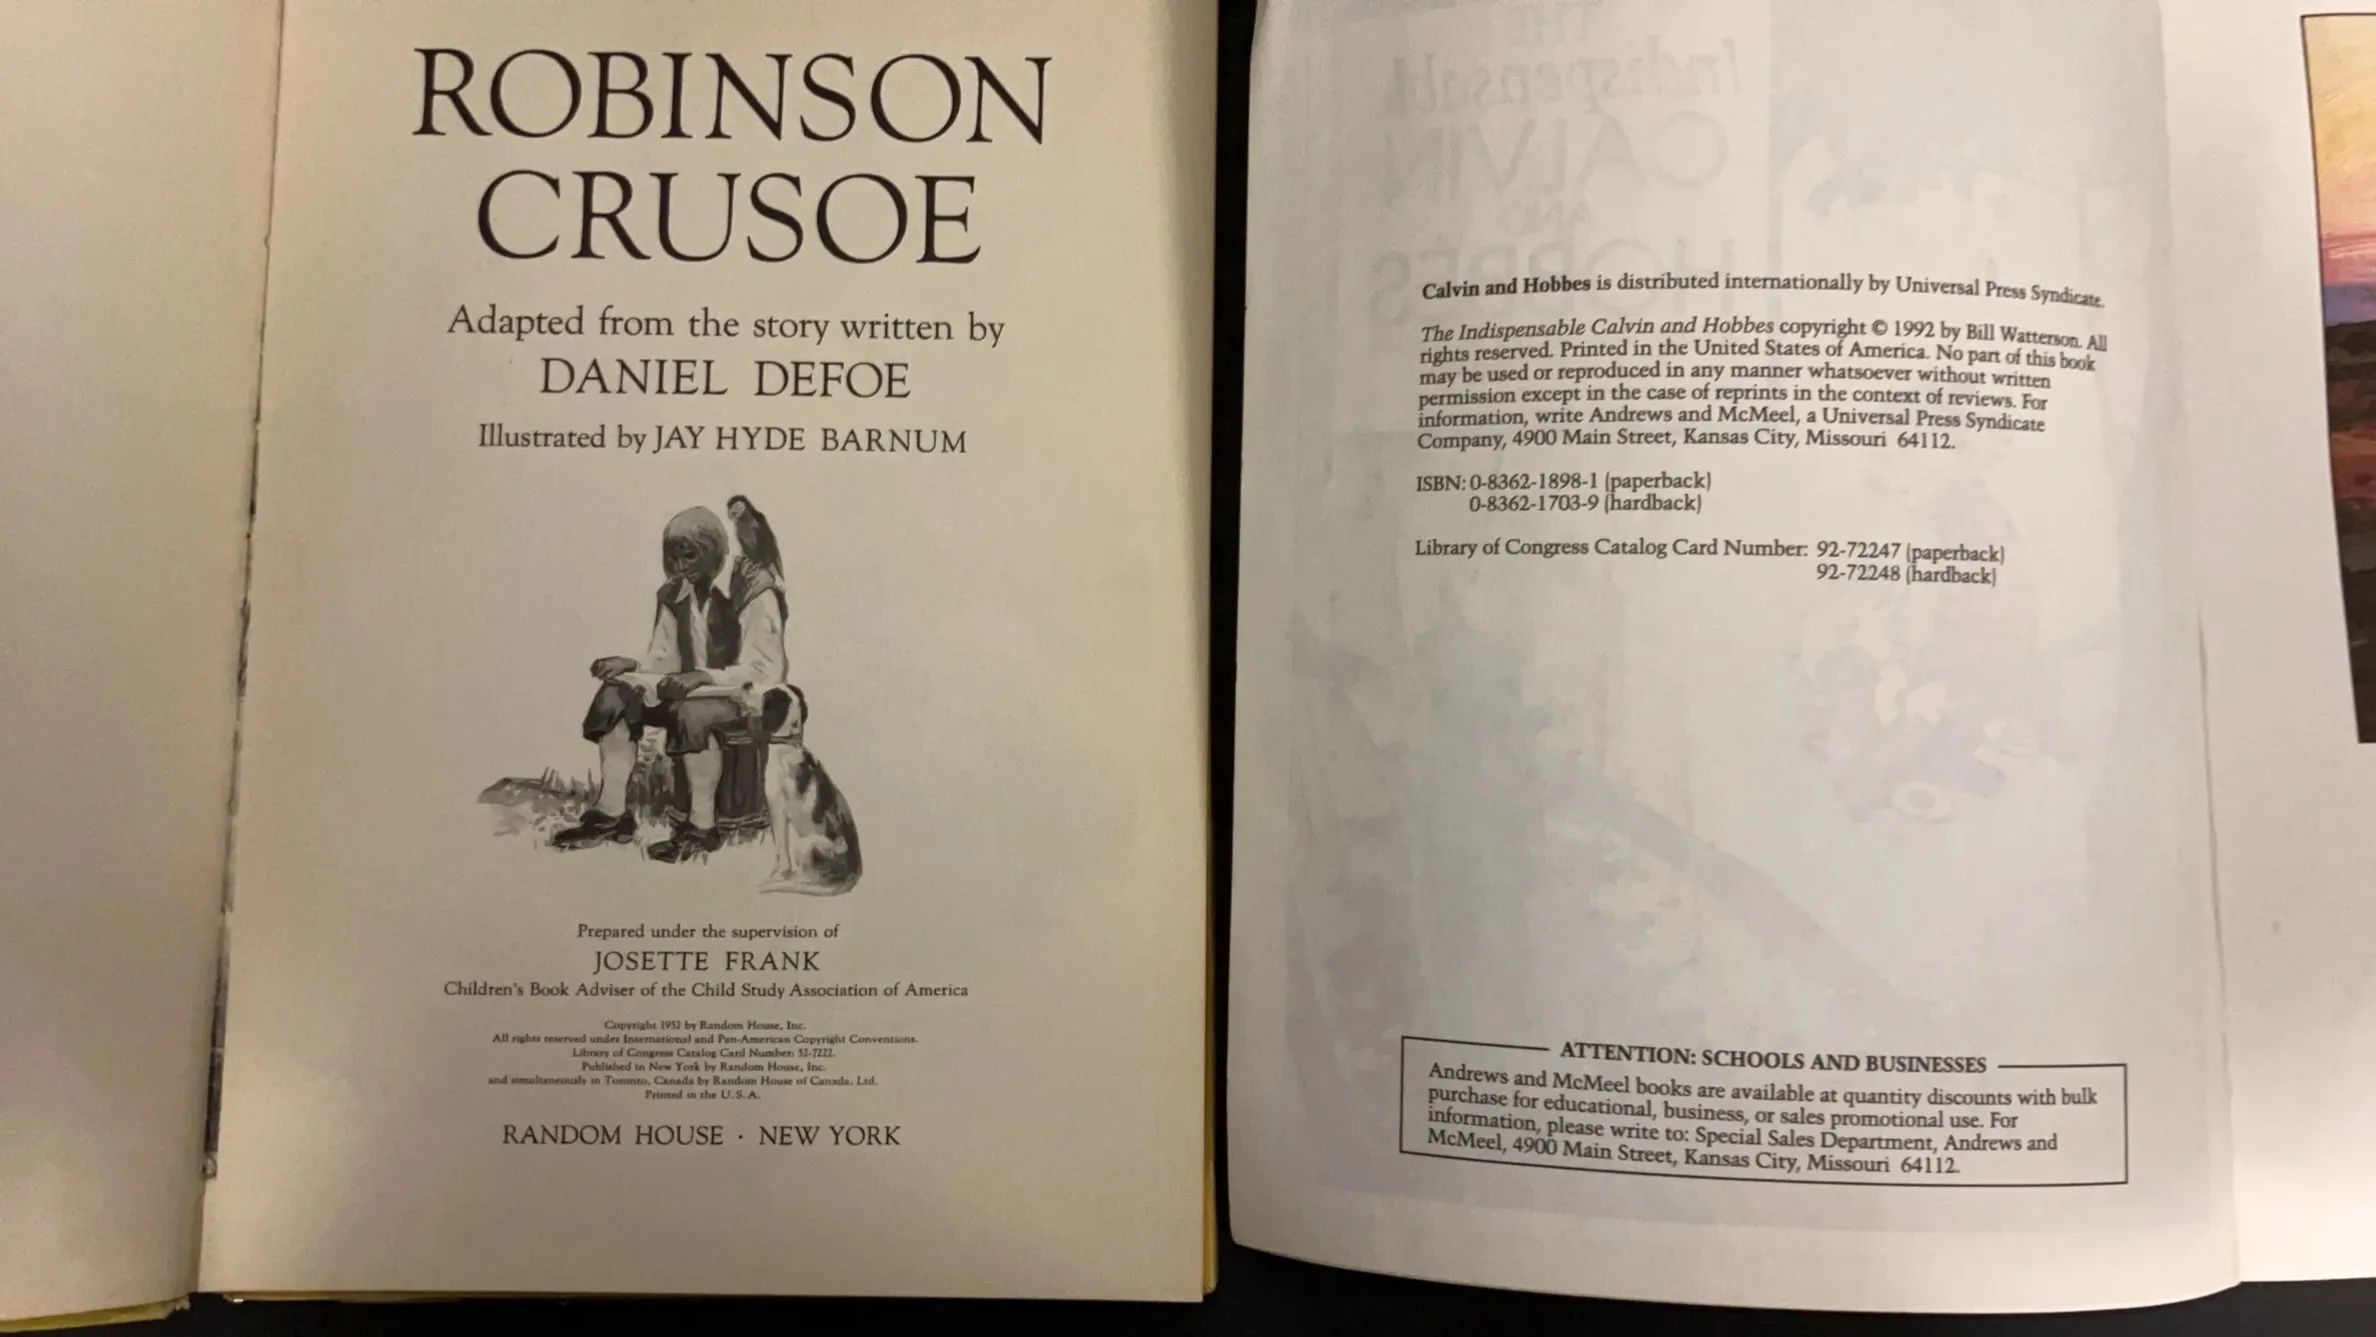 ROBINSON
CRUSOE
Adapted from the story written by
DANIEL DEFOE
Illustrated by JAY HYDE BARNUM
Prepared under the supervision of
JOSETTE FRANK
Children's Book Adviser of the Child Study Association of America
Copyright 1952 by Random House, Inc.
All rights reserved under International and Pan-American Copyright Conventions.
Library of Congress Catalog Card Number: 52-7222.
Published in New York by Random House, Inc.
and simultaneously in Toronto, Canada by Random House of Canada, Ltd.
Printed in the U. S. A.
RANDOM HOUSE · NEW YORK
THE
Indispensabl
CALVIN
AND
HOBBES
Calvin and Hobbes is distributed internationally by Universal Press Syndicate.
The Indispensable Calvin and Hobbes copyright © 1992 by Bill Watterson. All
rights reserved. Printed in the United States of America. No part of this book
may be used or reproduced in any manner whatsoever without written
permission except in the case of reprints in the context of reviews. For
information, write Andrews and McMeel, a Universal Press Syndicate
Company, 4900 Main Street, Kansas City, Missouri 64112.
ISBN: 0-8362-1898-1 (paperback)
0-8362-1703-9 (hardback)
Library of Congress Catalog Card Number: 92-72247 (paperback)
92-72248 (hardback)
ATTENTION: SCHOOLS AND BUSINESSES
Andrews and McMeel books are available at quantity discounts with bulk
purchase for educational, business, or sales promotional use. For
information, please write to: Special Sales Department, Andrews and
McMeel, 4900 Main Street, Kansas City, Missouri 64112.